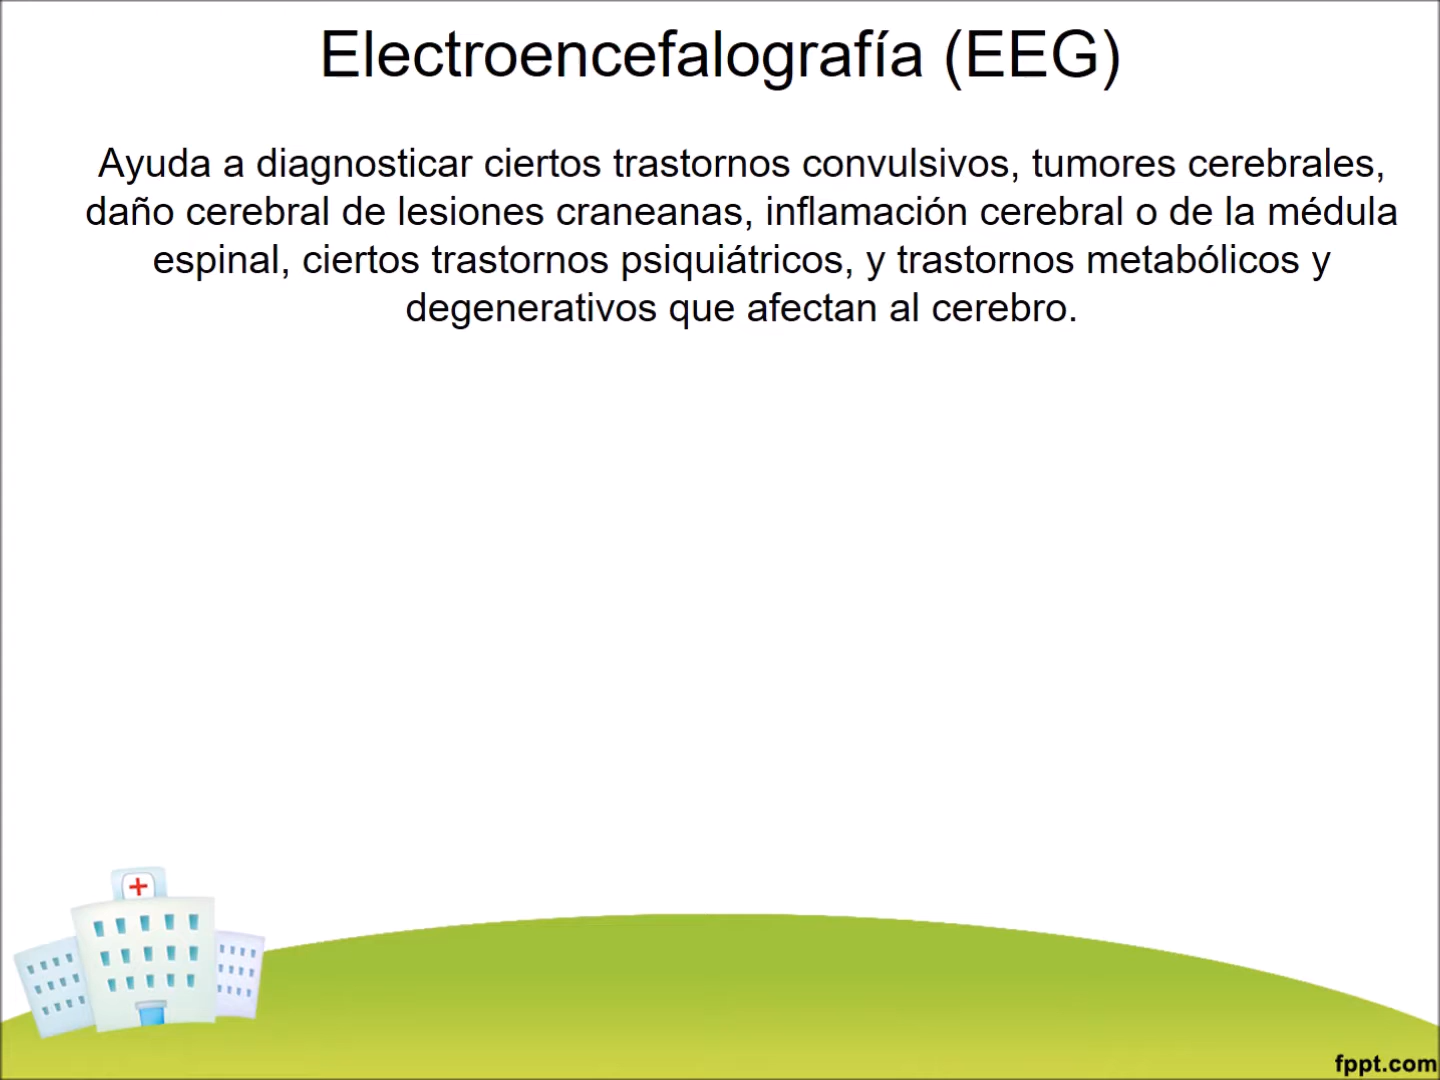 Electroencefalografía (EEG)
Ayuda a diagnosticar ciertos trastornos convulsivos, tumores cerebrales,
daño cerebral de lesiones craneanas, inflamación cerebral o de la médula
espinal, ciertos trastornos psiquiátricos, y trastornos metabólicos y
degenerativos que afectan al cerebro.
fppt.com